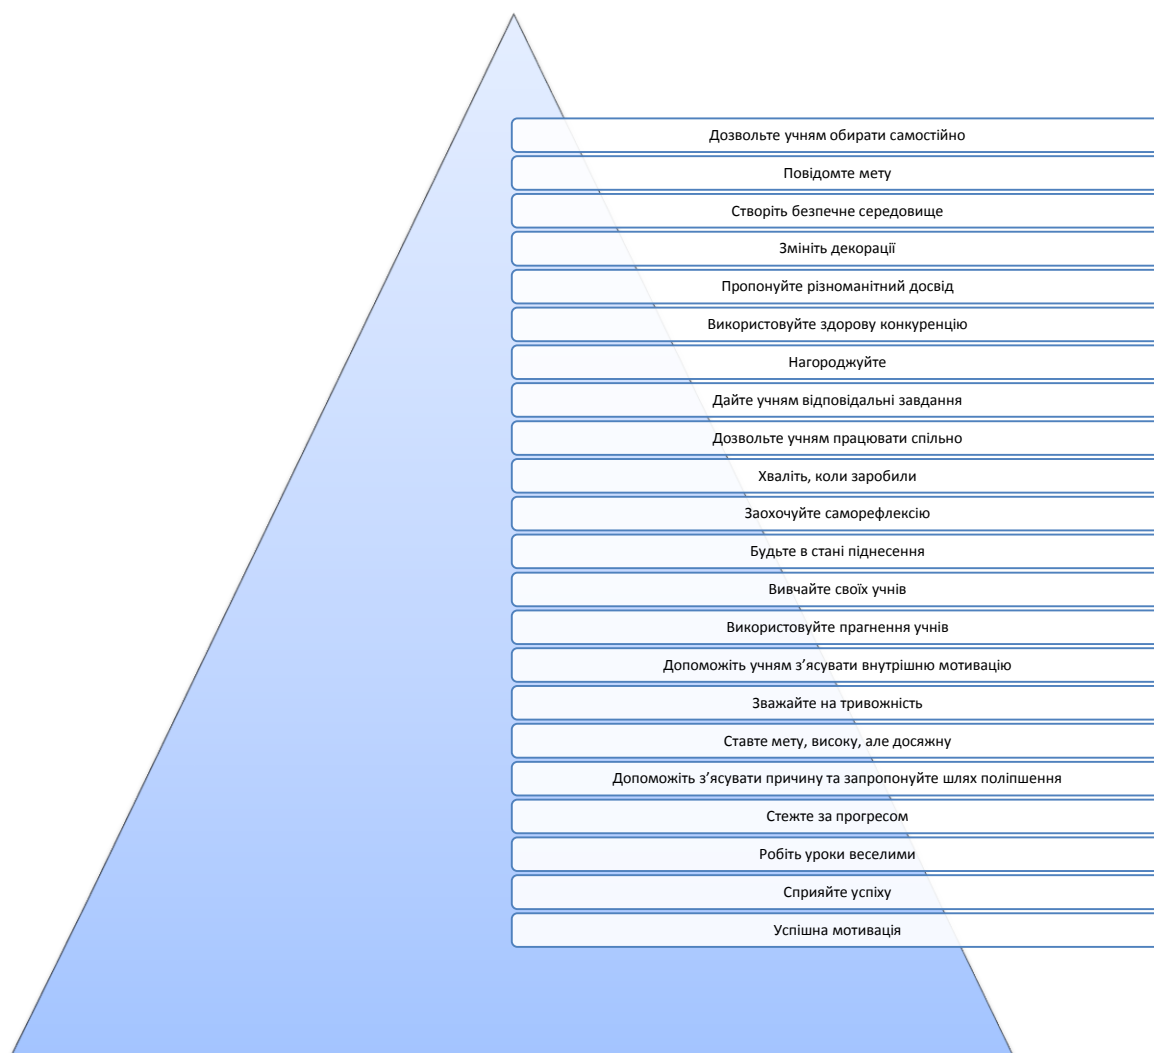 Дозвольте учням обирати самостійно
Повідомте мету
Створіть безпечне середовище
Змініть декорації
Пропонуйте різноманітний досвід
Використовуйте здорову конкуренцію
Нагороджуйте
Дайте учням відповідальні завдання
Дозвольте учням працювати спільно
Хваліть, коли заробили
Заохочуйте саморефлексію
Будьте в стані піднесення
Вивчайте своїх учнів
Використовуйте прагнення учнів
Допоможіть учням з’ясувати внутрішню мотивацію
Зважайте на тривожність
Ставте мету, високу, але досяжну
Допоможіть з’ясувати причину та запропонуйте шлях поліпшення
Стежте за прогресом
Робіть уроки веселими
Сприяйте успіху
Успішна мотивація